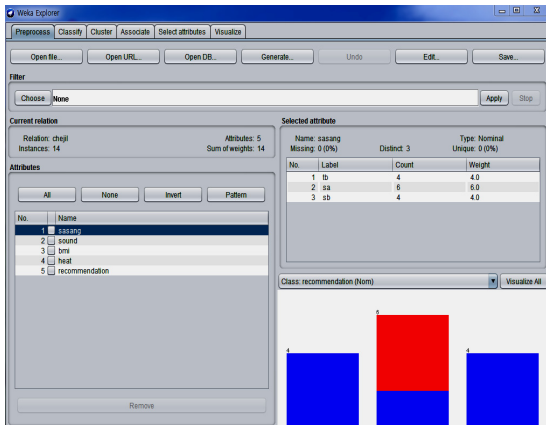 Weka Explorer
Preprocess Classify Cluster Associate Select attributes Visualize
Open file... Open URL... Open DB... Generate... Undo Edit... Save...
Filter
Choose None Apply Stop
Current relation
Relation: chejil Attributes: 5
Instances: 14 Sum of weights: 14
Attributes
All None Invert Pattern
No. Name
1 sasang
2 sound
3 bmi
4 heat
5 recommendation
Remove
Selected attribute
Name: sasang Type: Nominal
Missing: 0 (0%) Distinct: 3 Unique: 0 (0%)
No. Label Count Weight
1 tb 4 4.0
2 sa 6 6.0
3 sb 4 4.0
Class: recommendation (Nom) Visualize All
4 6 4